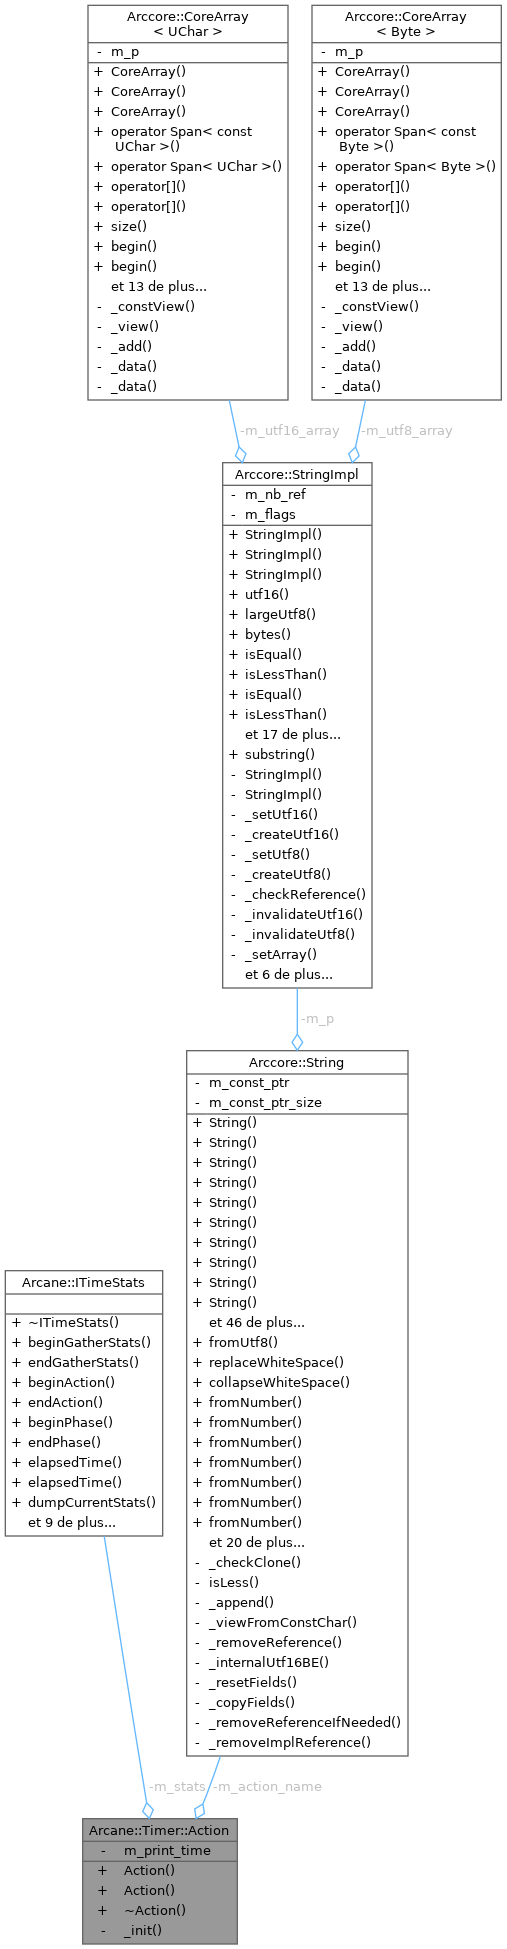 Arccore::CoreArray
< UChar >
- m_p
+ CoreArray()
+ CoreArray()
+ CoreArray()
+ operator Span< const
UChar >()
+ operator Span< UChar >()
+ operator[]()
+ operator[]()
+ size()
+ begin()
+ begin()
et 13 de plus...
- _constView()
- _view()
- _add()
- _data()
- _data()
Arccore::CoreArray
< Byte >
- m_p
+ CoreArray()
+ CoreArray()
+ CoreArray()
+ operator Span< const
Byte >()
+ operator Span< Byte >()
+ operator[]()
+ operator[]()
+ size()
+ begin()
+ begin()
et 13 de plus...
- _constView()
- _view()
- _add()
- _data()
- _data()
-m_utf16_array
-m_utf8_array
Arccore::StringImpl
- m_nb_ref
- m_flags
+ StringImpl()
+ StringImpl()
+ StringImpl()
+ utf16()
+ largeUtf8()
+ bytes()
+ isEqual()
+ isLessThan()
+ isEqual()
+ isLessThan()
et 17 de plus...
+ substring()
- StringImpl()
- StringImpl()
- _setUtf16()
- _createUtf16()
- _setUtf8()
- _createUtf8()
- _checkReference()
- _invalidateUtf16()
- _invalidateUtf8()
- _setArray()
et 6 de plus...
-m_p
Arccore::String
- m_const_ptr
- m_const_ptr_size
+ String()
+ String()
+ String()
+ String()
+ String()
+ String()
+ String()
+ String()
+ String()
+ String()
et 46 de plus...
+ fromUtf8()
+ replaceWhiteSpace()
+ collapseWhiteSpace()
+ fromNumber()
+ fromNumber()
+ fromNumber()
+ fromNumber()
+ fromNumber()
+ fromNumber()
+ fromNumber()
et 20 de plus...
- _checkClone()
- isLess()
- _append()
- _viewFromConstChar()
- _removeReference()
- _internalUtf16BE()
- _resetFields()
- _copyFields()
- _removeReferenceIfNeeded()
- _removeImplReference()
Arcane::ITimeStats
+ ~ITimeStats()
+ beginGatherStats()
+ endGatherStats()
+ beginAction()
+ endAction()
+ beginPhase()
+ endPhase()
+ elapsedTime()
+ elapsedTime()
+ dumpCurrentStats()
et 9 de plus...
-m_stats
-m_action_name
Arcane::Timer::Action
- m_print_time
+ Action()
+ Action()
+ ~Action()
- _init()